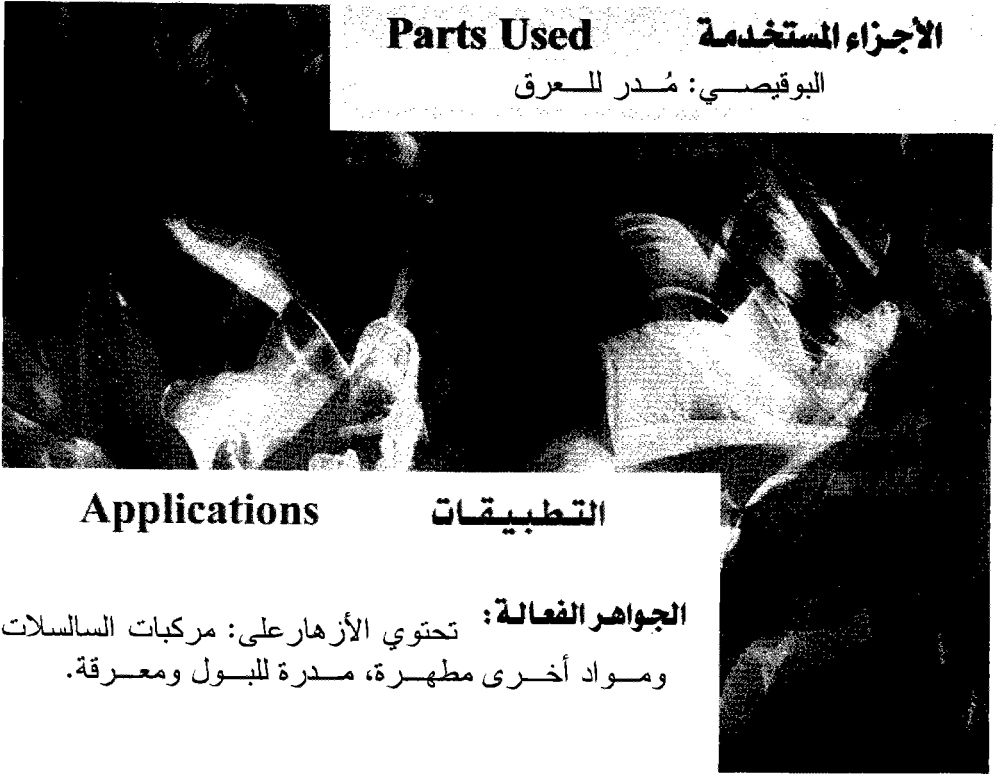 الأجزاء المستخدمة Parts Used
البوقيصي: مُدر للعرق
التطبيقات Applications
الجواهر الفعالة: تحتوي الأزهار على: مركبات السالسلات
ومواد أخرى مطهرة، مدرة للبول ومعرقة.